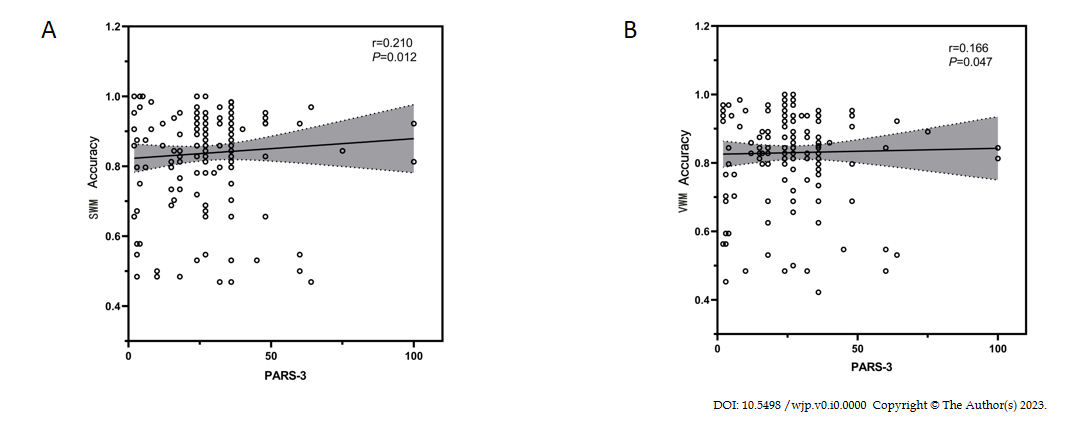 A
r=0.210
P=0.012
1.2
1.0
0.8
0.6
0.4
SWM Accuracy
0
50
100
PARS-3
B
r=0.166
P=0.047
1.2
1.0
0.8
0.6
0.4
VWM Accuracy
0
50
100
PARS-3
DOI: 10.5498 /wjp.v0.i0.0000 Copyright © The Author(s) 2023.